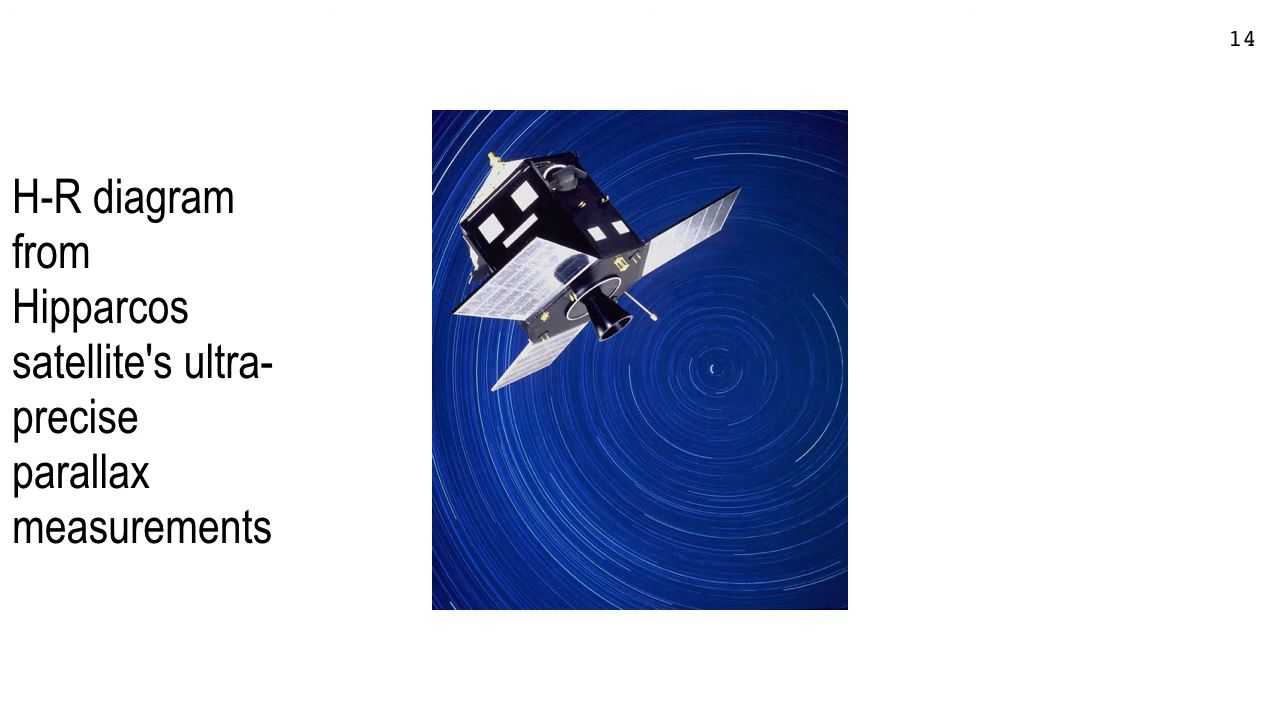 14
H-R diagram
from
Hipparcos
satellite's ultra-
precise
parallax
measurements